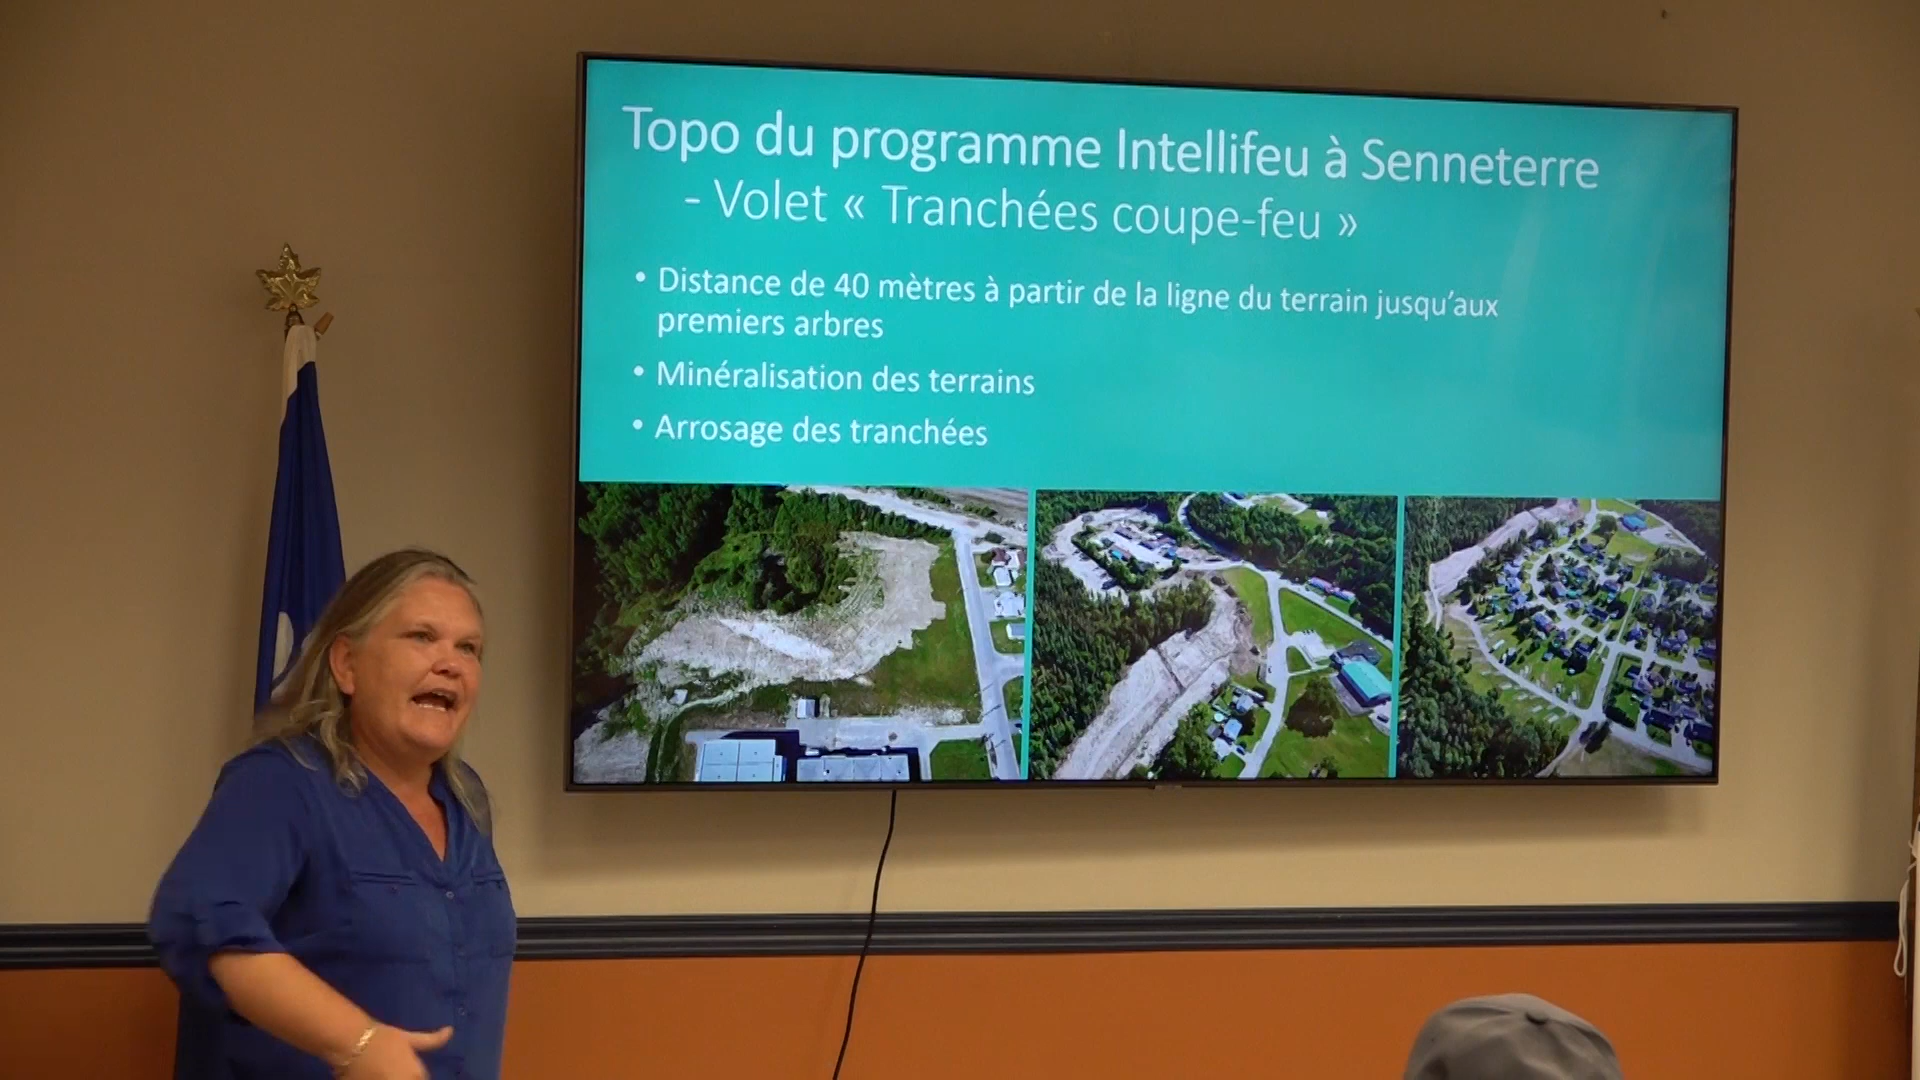 Topo du programme Intellifeu à Senneterre
- Volet « Tranchées coupe-feu »
• Distance de 40 mètres à partir de la ligne du terrain jusqu'aux
premiers arbres
• Minéralisation des terrains
• Arrosage des tranchées